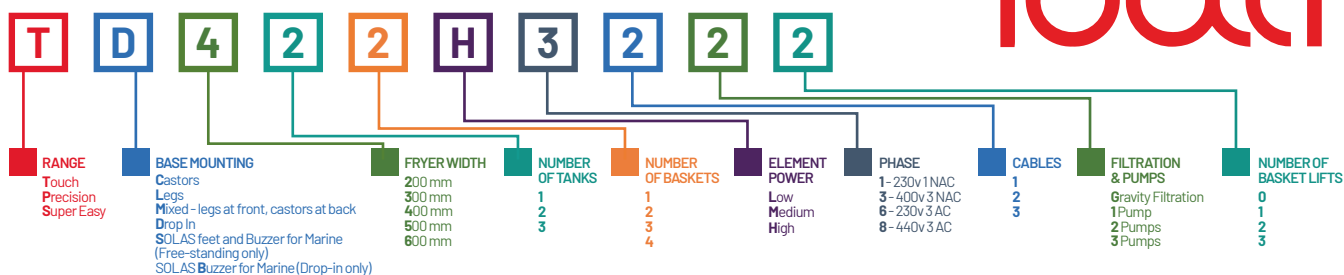 T D 4 2 2 H 3 2 2 2
RANGE
Touch
Precision
Super Easy
BASE MOUNTING
Castors
Legs
Mixed - legs at front, castors at back
Drop In
SOLAS feet and Buzzer for Marine
(Free-standing only)
SOLAS Buzzer for Marine (Drop-in only)
FRYER WIDTH
200 mm
300 mm
400 mm
500 mm
600 mm
NUMBER
OF TANKS
1
2
3
NUMBER
OF BASKETS
1
2
3
4
ELEMENT
POWER
Low
Medium
High
PHASE
1 - 230v 1 NAC
3 - 400v 3 NAC
6 - 230v 3 AC
8 - 440v 3 AC
CABLES
1
2
3
FILTRATION
& PUMPS
Gravity Filtration
1 Pump
2 Pumps
3 Pumps
NUMBER OF
BASKET LIFTS
0
1
2
3